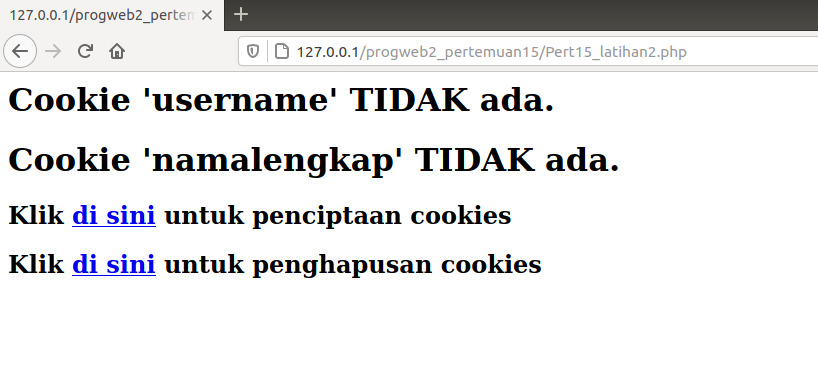 127.0.0.1/progweb2_pertem
127.0.0.1/progweb2_pertemuan15/Pert15_latihan2.php
Cookie 'username' TIDAK ada.
Cookie 'namalengkap' TIDAK ada.
Klik di sini untuk penciptaan cookies
Klik di sini untuk penghapusan cookies